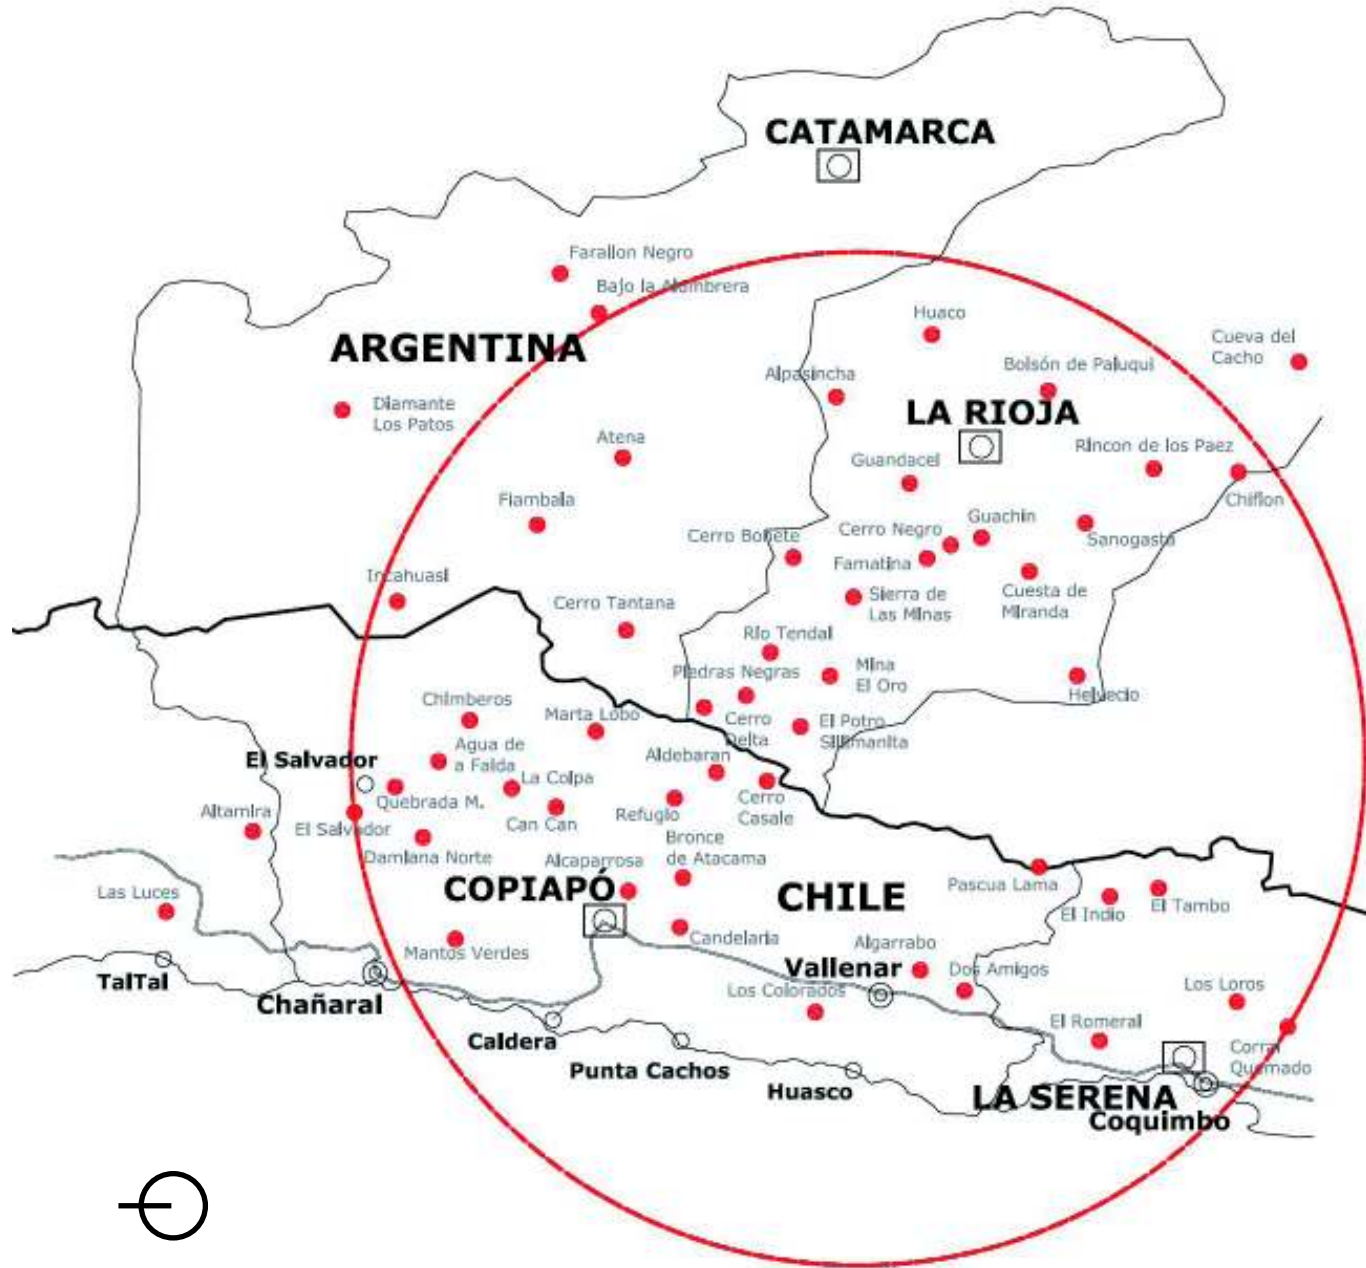 CATAMARCA
Farallon Negro
Bajo la Alumbrera
Huaco
ARGENTINA
Cueva del
Cacho
Alpasincha
Bolsón de Paluqui
Diamante
Los Patos
LA RIOJA
Atena
Rincon de los Paez
Guandacel
Chiflon
Fiambala
Cerro Negro
Guachin
Cerro Bonete
Sanogasta
Famatina
Incahuasi
Sierra de
Las Minas
Cuesta de
Miranda
Cerro Tantana
Rio Tendal
Piedras Negras
Mina
El Oro
Helvecio
Chimberos
Marta Lobo
Cerro
Delta
El Potro
Sillimanita
Agua de
a Falda
El Salvador
Aldebaran
La Colpa
Quebrada M.
Cerro
Casale
Altamira
El Salvador
Can Can
Refugio
Damiana Norte
Bronce
de Atacama
Alcaparrosa
Las Luces
COPIAPÓ
CHILE
Pascua Lama
El Indio
El Tambo
Mantos Verdes
Candelaria
Algarrabo
Vallenar
Dos Amigos
TalTal
Chañaral
Los Colorados
Los Loros
El Romeral
Caldera
Corral
Quemado
Punta Cachos
Huasco
LA SERENA
Coquimbo